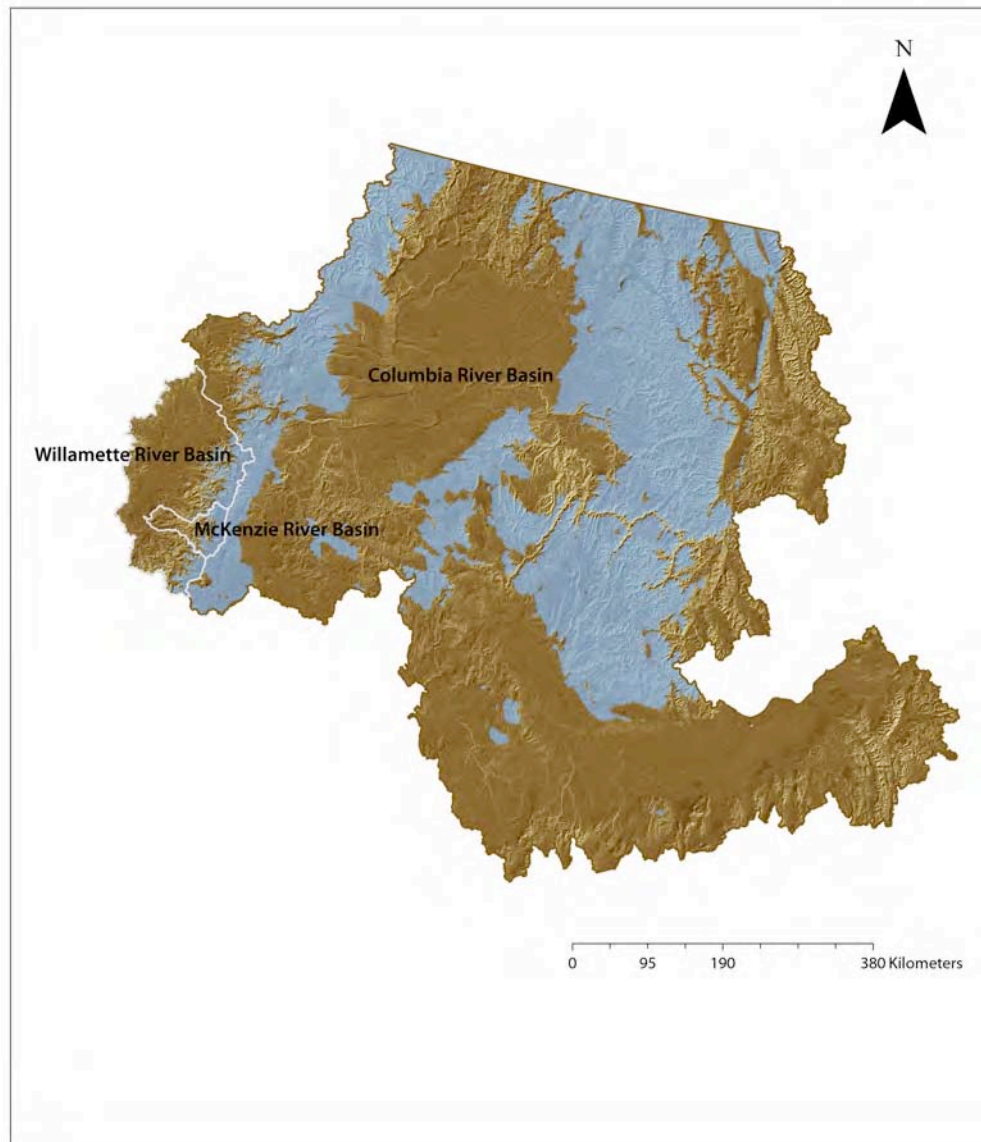 N
Columbia River Basin
Willamette River Basin
McKenzie River Basin
0 95 190 380 Kilometers